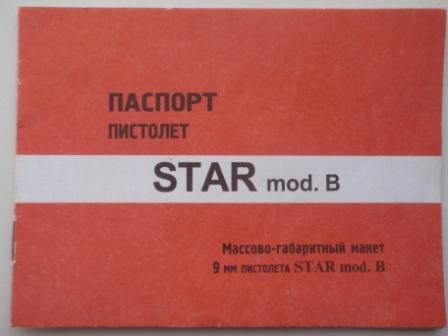 ПАСПОРТ
ПИСТОЛЕТ
STAR mod. B
Массово-габаритный макет
9 мм пистолета STAR mod. B